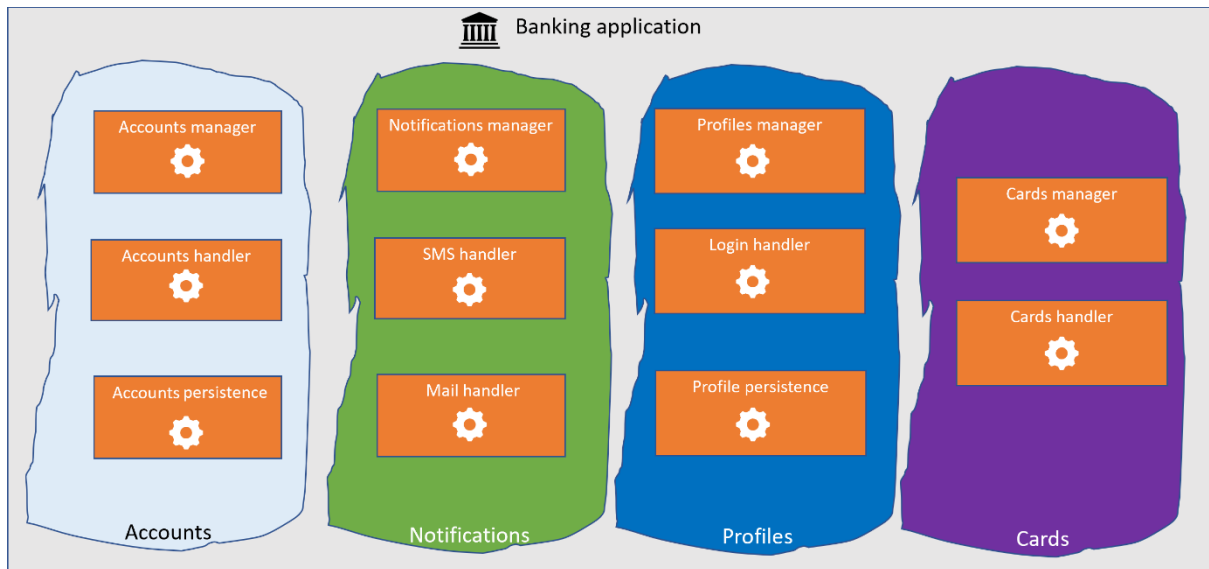 Banking application
Accounts manager
Accounts handler
Accounts persistence
Accounts
Notifications manager
SMS handler
Mail handler
Notifications
Profiles manager
Login handler
Profile persistence
Profiles
Cards manager
Cards handler
Cards